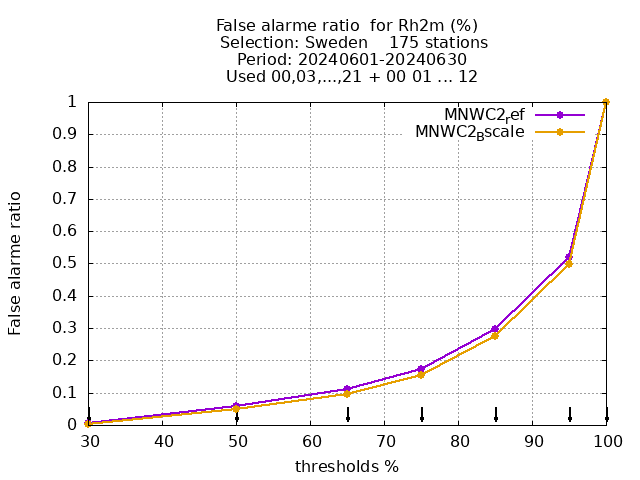 False alarme ratio  for Rh2m (%)
Selection: Sweden    175 stations
Period: 20240601-20240630
Used 00,03,...,21 + 00 01 ... 12
MNWC2ref
MNWC2Bscale
False alarme ratio
1
0.9
0.8
0.7
0.6
0.5
0.4
0.3
0.2
0.1
0
30 40 50 60 70 80 90 100
thresholds %